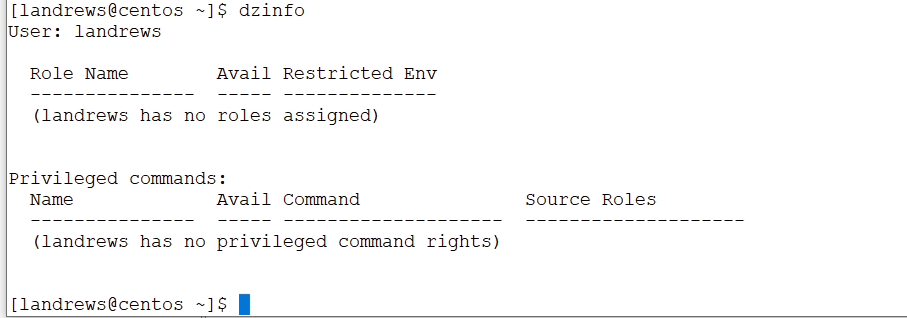 [landrews@centos ~]$ dzinfo
User: landrews
Role Name        Avail Restricted Env
---------------  ----- --------------
(landrews has no roles assigned)
Privileged commands:
Name             Avail Command               Source Roles
---------------  ----- --------------------  --------------------
(landrews has no privileged command rights)
[landrews@centos ~]$